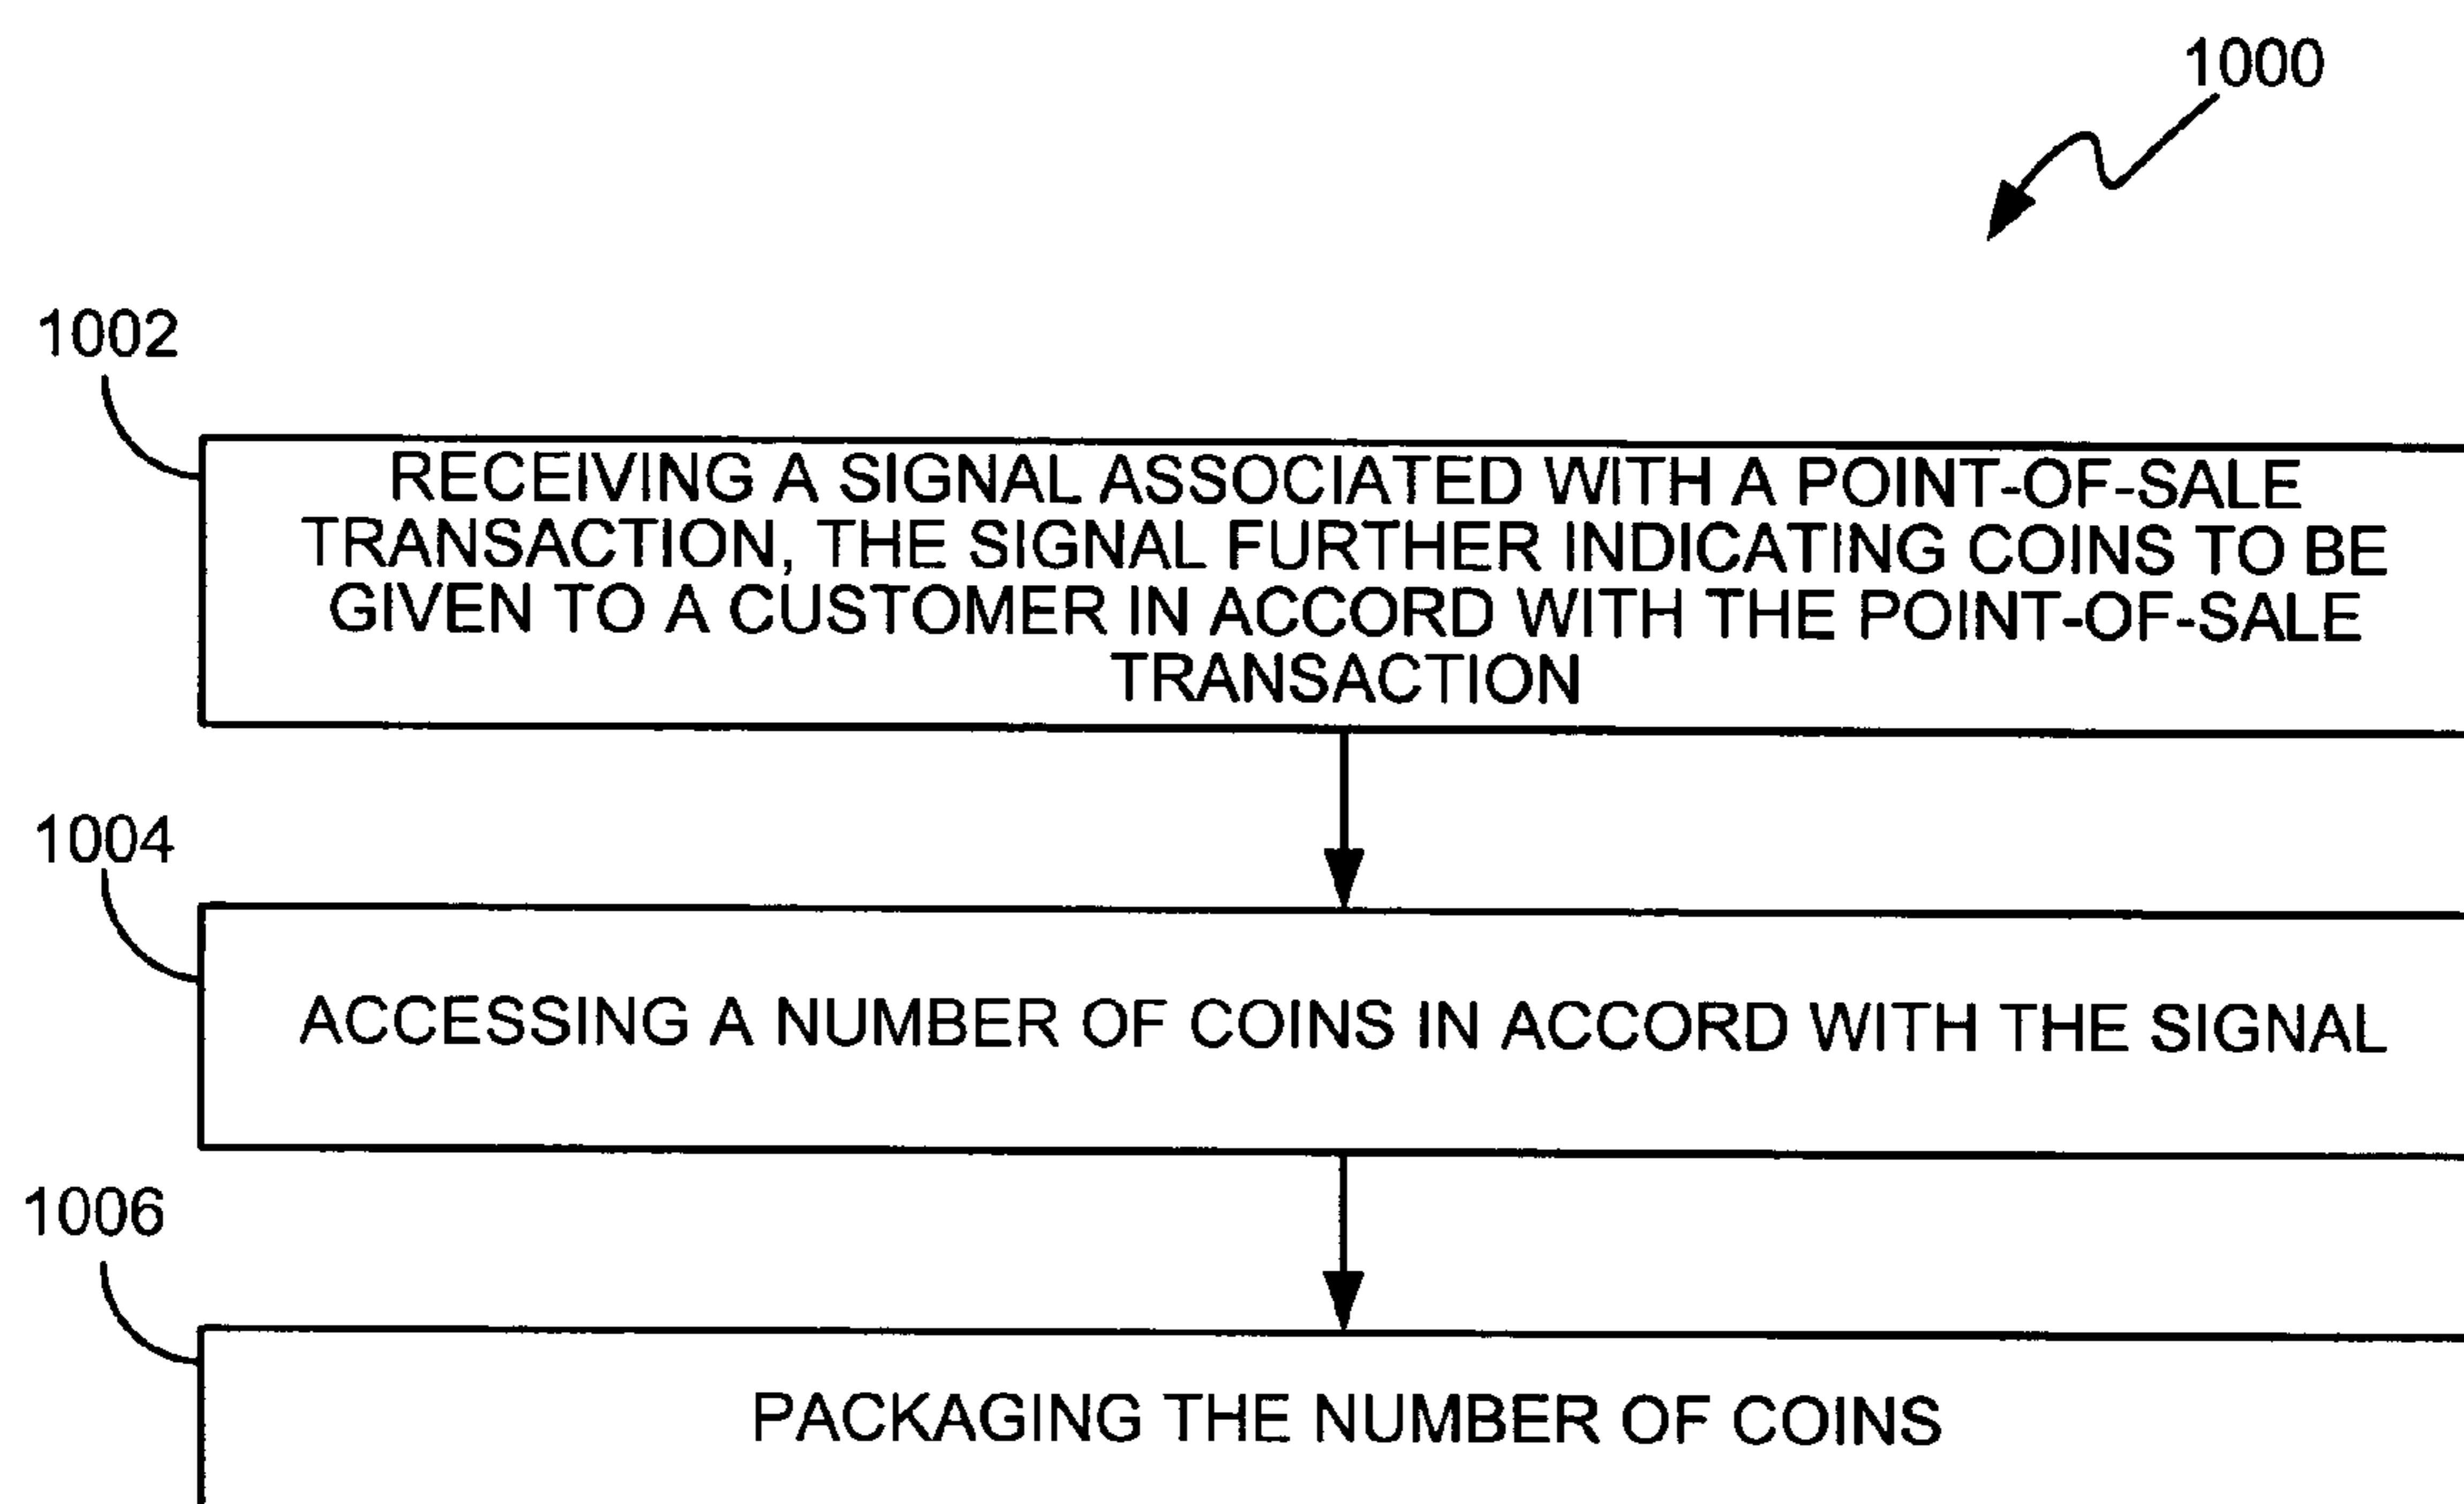 1000
1002
RECEIVING A SIGNAL ASSOCIATED WITH A POINT-OF-SALE
TRANSACTION, THE SIGNAL FURTHER INDICATING COINS TO BE
GIVEN TO A CUSTOMER IN ACCORD WITH THE POINT-OF-SALE
TRANSACTION
1004
ACCESSING A NUMBER OF COINS IN ACCORD WITH THE SIGNAL
1006
PACKAGING THE NUMBER OF COINS